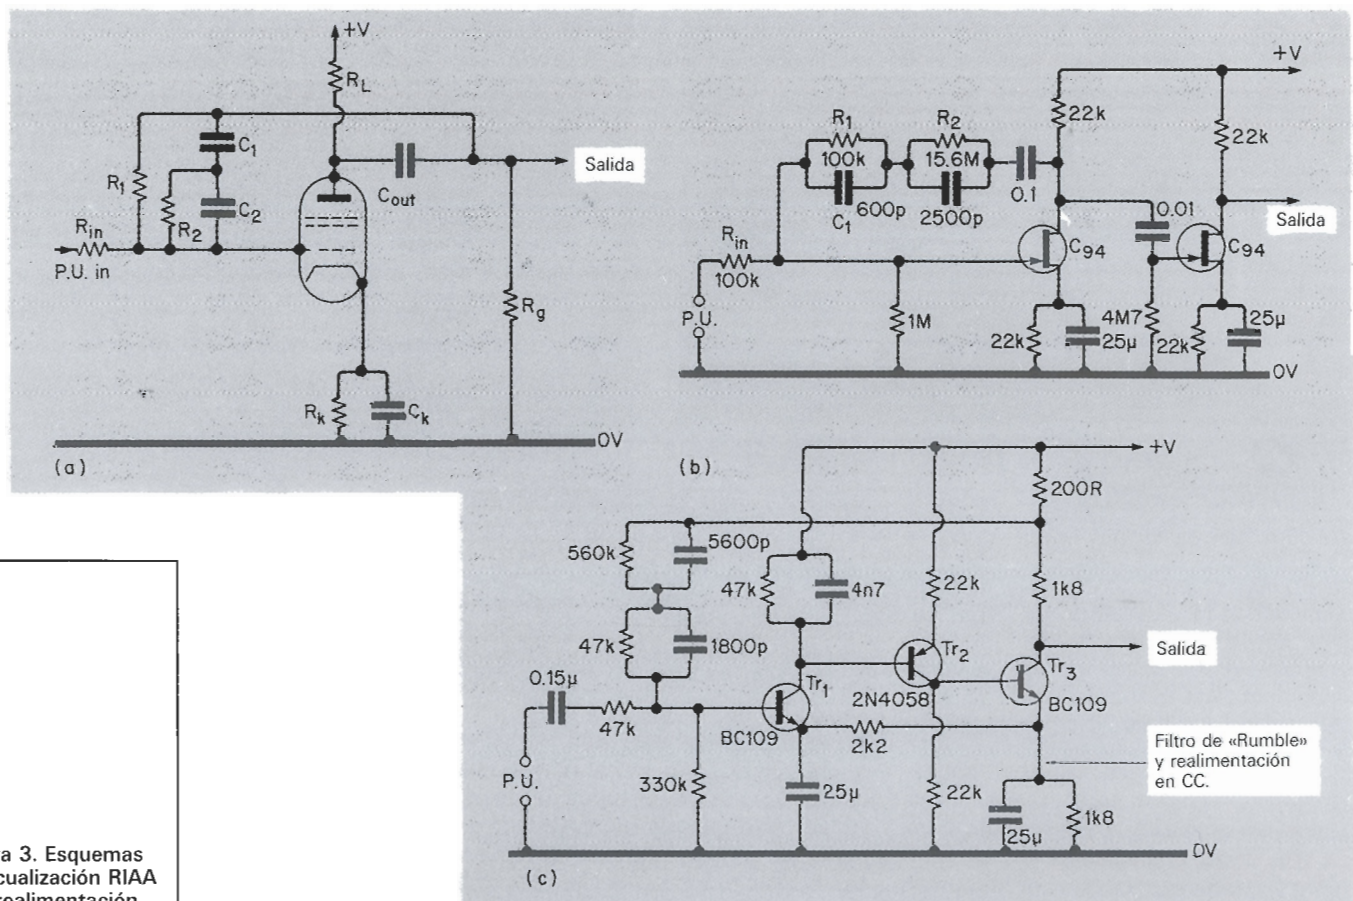 +V
R_L
C_1
R_1
C_2
R_2
R_in
P.U. in
C_out
Salida
R_g
R_k
C_k
0V
(a)
+V
22k
22k
R_1
100k
C_1
600p
R_2
15.6M
2500p
0.1
0.01
Salida
R_in
100k
C_94
C_94
P.U.
1M
22k
25μ
4M7
22k
25μ
0V
(b)
+V
200R
560k
5600p
47k
4n7
22k
1k8
47k
1800p
Salida
Tr_1
Tr_2
Tr_3
0.15μ
47k
BC109
2N4058
BC109
2k2
P.U.
330k
25μ
22k
25μ
1k8
Filtro de «Rumble»
y realimentación
en CC.
0V
(c)
a 3. Esquemas
cualización RIAA
realimentación